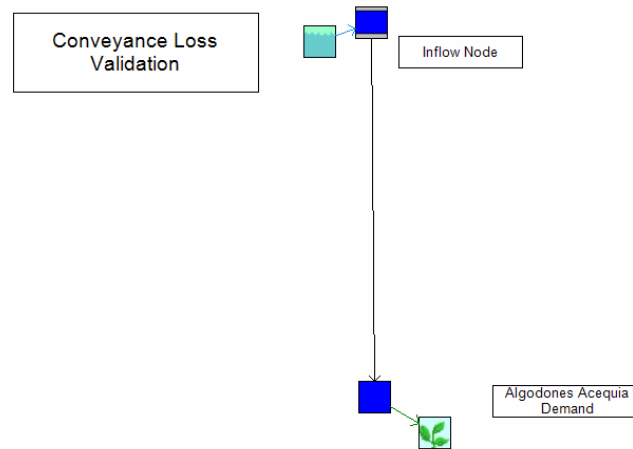 Conveyance Loss
Validation
Inflow Node
Algodones Acequia
Demand